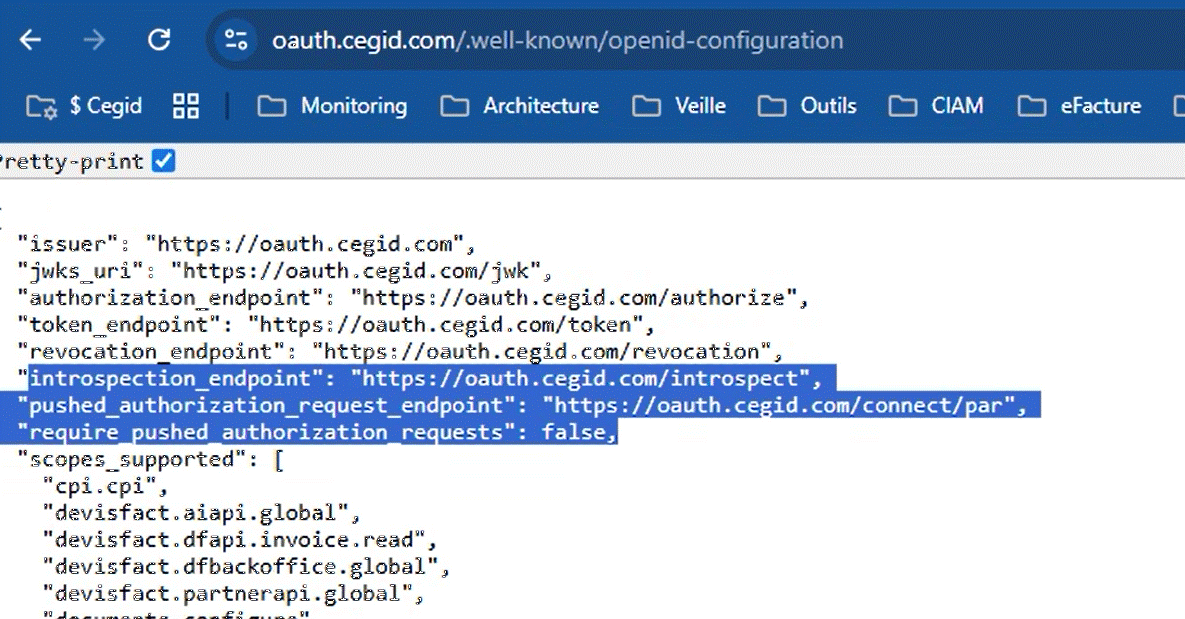 oauth.cegid.com/.well-known/openid-configuration
$ Cegid Monitoring Architecture Veille Outils CIAM eFacture
Pretty-print
"issuer": "https://oauth.cegid.com",
"jwks_uri": "https://oauth.cegid.com/jwk",
"authorization_endpoint": "https://oauth.cegid.com/authorize",
"token_endpoint": "https://oauth.cegid.com/token",
"revocation_endpoint": "https://oauth.cegid.com/revocation",
"introspection_endpoint": "https://oauth.cegid.com/introspect",
"pushed_authorization_request_endpoint": "https://oauth.cegid.com/connect/par",
"require_pushed_authorization_requests": false,
"scopes_supported": [
"cpi.cpi",
"devisfact.aiapi.global",
"devisfact.dfapi.invoice.read",
"devisfact.dfbackoffice.global",
"devisfact.partnerapi.global",